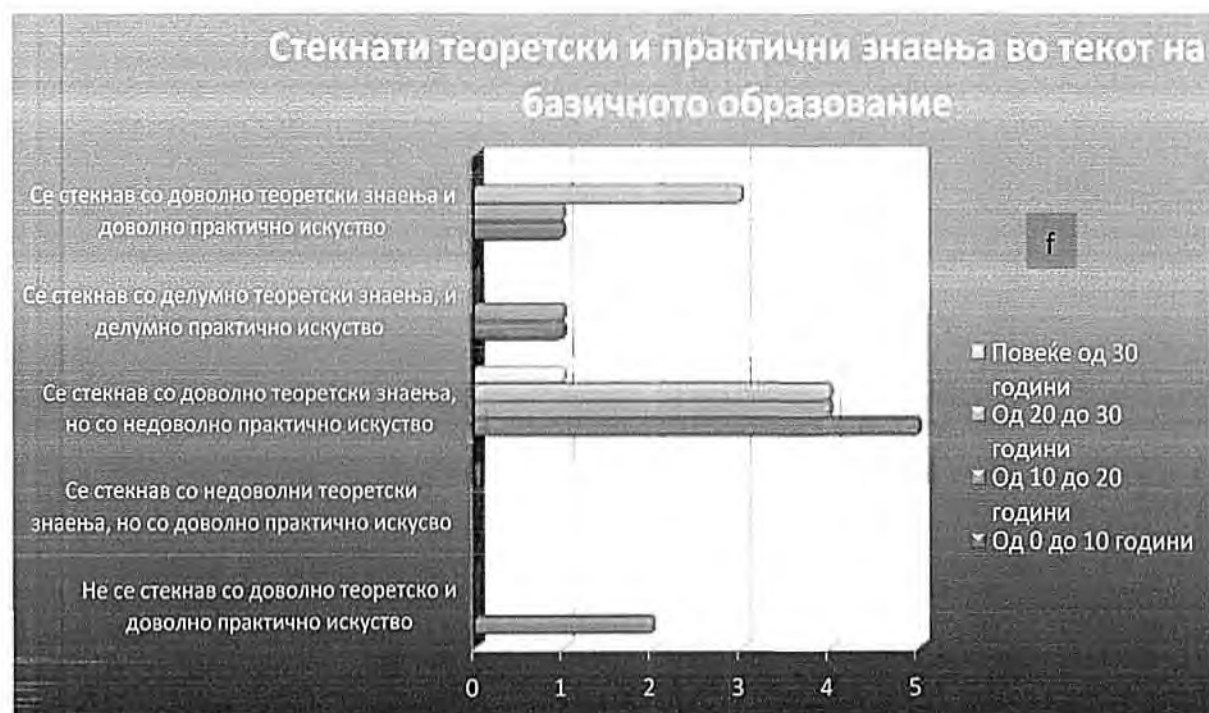 Стекнати теоретски и практични знаења во текот на
базичното образование
Се стекнав со доволно теоретски знаења и
доволно практично искуство
Се стекнав со делумно теоретски знаења, и
делумно практично искуство
Се стекнав со доволно теоретски знаења,
но со недоволно практично искуство
Се стекнав со недоволни теоретски
знаења, но со доволно практично искусво
Не се стекнав со доволно теоретско и
доволно практично искуство
0 1 2 3 4 5
f
Повеќе од 30
години
Од 20 до 30
години
Од 10 до 20
години
Од 0 до 10 години